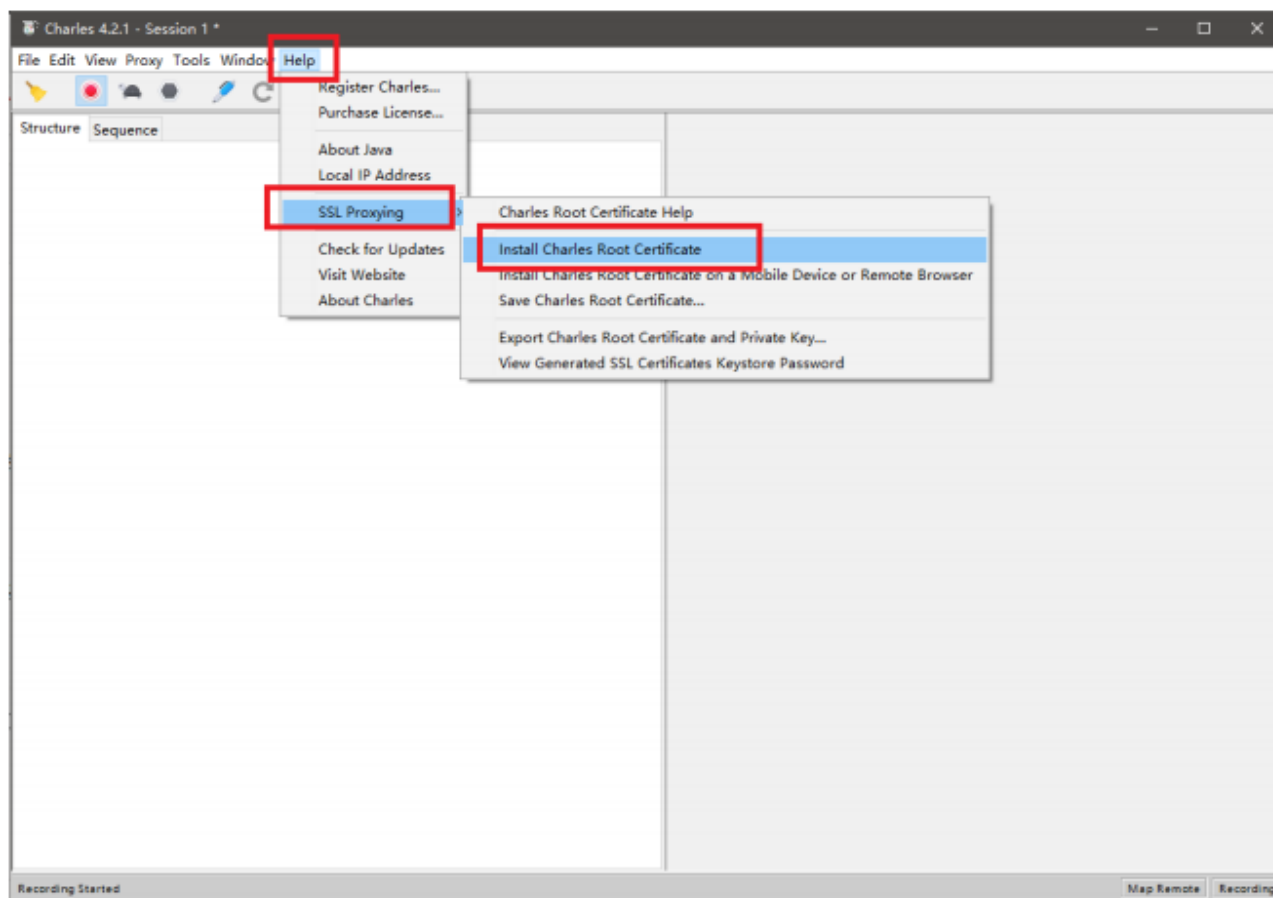 Charles 4.2.1 - Session 1 *
File Edit View Proxy Tools Window Help
Structure Sequence
Register Charles...
Purchase License...
About Java
Local IP Address
SSL Proxying
Check for Updates
Visit Website
About Charles
Charles Root Certificate Help
Install Charles Root Certificate
Install Charles Root Certificate on a Mobile Device or Remote Browser
Save Charles Root Certificate...
Export Charles Root Certificate and Private Key...
View Generated SSL Certificates Keystore Password
Recording Started
Map Remote Recording